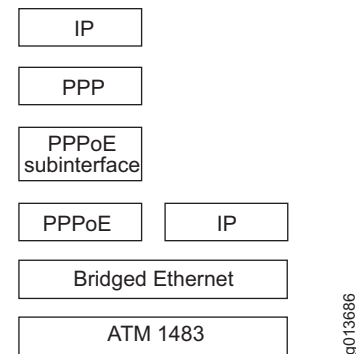 IP
PPP
PPPoE
subinterface
PPPoE
IP
Bridged Ethernet
ATM 1483
g013686